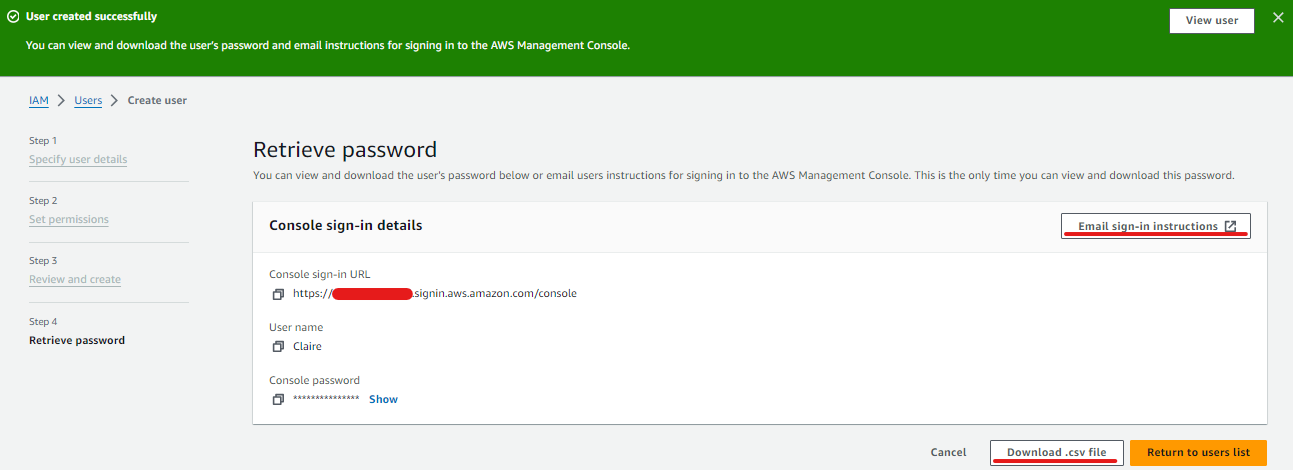 User created successfully
View user
You can view and download the user's password and email instructions for signing in to the AWS Management Console.
IAM > Users > Create user
Step 1
Specify user details
Step 2
Set permissions
Step 3
Review and create
Step 4
Retrieve password
Retrieve password
You can view and download the user's password below or email users instructions for signing in to the AWS Management Console. This is the only time you can view and download this password.
Console sign-in details
Email sign-in instructions
Console sign-in URL
https:// .signin.aws.amazon.com/console
User name
Claire
Console password
*************** Show
Cancel
Download .csv file
Return to users list